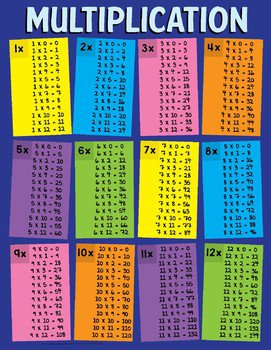 MULTIPLICATION
1x
1 X 0 = 0
1 X 1 = 1
1 X 2 = 2
1 X 3 = 3
1 X 4 = 4
1 X 5 = 5
1 X 6 = 6
1 X 7 = 7
1 X 8 = 8
1 X 9 = 9
1 X 10 = 10
1 X 11 = 11
1 X 12 = 12
2x
2 X 0 = 0
2 X 1 = 2
2 X 2 = 4
2 X 3 = 6
2 X 4 = 8
2 X 5 = 10
2 X 6 = 12
2 X 7 = 14
2 X 8 = 16
2 X 9 = 18
2 X 10 = 20
2 X 11 = 22
2 X 12 = 24
3x
3 X 0 = 0
3 X 1 = 3
3 X 2 = 6
3 X 3 = 9
3 X 4 = 12
3 X 5 = 15
3 X 6 = 18
3 X 7 = 21
3 X 8 = 24
3 X 9 = 27
3 X 10 = 30
3 X 11 = 33
3 X 12 = 36
4x
4 X 0 = 0
4 X 1 = 4
4 X 2 = 8
4 X 3 = 12
4 X 4 = 16
4 X 5 = 20
4 X 6 = 24
4 X 7 = 28
4 X 8 = 32
4 X 9 = 36
4 X 10 = 40
4 X 11 = 44
4 X 12 = 48
5x
5 X 0 = 0
5 X 1 = 5
5 X 2 = 10
5 X 3 = 15
5 X 4 = 20
5 X 5 = 25
5 X 6 = 30
5 X 7 = 35
5 X 8 = 40
5 X 9 = 45
5 X 10 = 50
5 X 11 = 55
5 X 12 = 60
6x
6 X 0 = 0
6 X 1 = 6
6 X 2 = 12
6 X 3 = 18
6 X 4 = 24
6 X 5 = 30
6 X 6 = 36
6 X 7 = 42
6 X 8 = 48
6 X 9 = 54
6 X 10 = 60
6 X 11 = 66
6 X 12 = 72
7x
7 X 0 = 0
7 X 1 = 7
7 X 2 = 14
7 X 3 = 21
7 X 4 = 28
7 X 5 = 35
7 X 6 = 42
7 X 7 = 49
7 X 8 = 56
7 X 9 = 63
7 X 10 = 70
7 X 11 = 77
7 X 12 = 84
8x
8 X 0 = 0
8 X 1 = 8
8 X 2 = 16
8 X 3 = 24
8 X 4 = 32
8 X 5 = 40
8 X 6 = 48
8 X 7 = 56
8 X 8 = 64
8 X 9 = 72
8 X 10 = 80
8 X 11 = 88
8 X 12 = 96
9x
9 X 0 = 0
9 X 1 = 9
9 X 2 = 18
9 X 3 = 27
9 X 4 = 36
9 X 5 = 45
9 X 6 = 54
9 X 7 = 63
9 X 8 = 72
9 X 9 = 81
9 X 10 = 90
9 X 11 = 99
9 X 12 = 108
10x
10 X 0 = 0
10 X 1 = 10
10 X 2 = 20
10 X 3 = 30
10 X 4 = 40
10 X 5 = 50
10 X 6 = 60
10 X 7 = 70
10 X 8 = 80
10 X 9 = 90
10 X 10 = 100
10 X 11 = 110
10 X 12 = 120
11x
11 X 0 = 0
11 X 1 = 11
11 X 2 = 22
11 X 3 = 33
11 X 4 = 44
11 X 5 = 55
11 X 6 = 66
11 X 7 = 77
11 X 8 = 88
11 X 9 = 99
11 X 10 = 110
11 X 11 = 121
11 X 12 = 132
12x
12 X 0 = 0
12 X 1 = 12
12 X 2 = 24
12 X 3 = 36
12 X 4 = 48
12 X 5 = 60
12 X 6 = 72
12 X 7 = 84
12 X 8 = 96
12 X 9 = 108
12 X 10 = 120
12 X 11 = 132
12 X 12 = 144